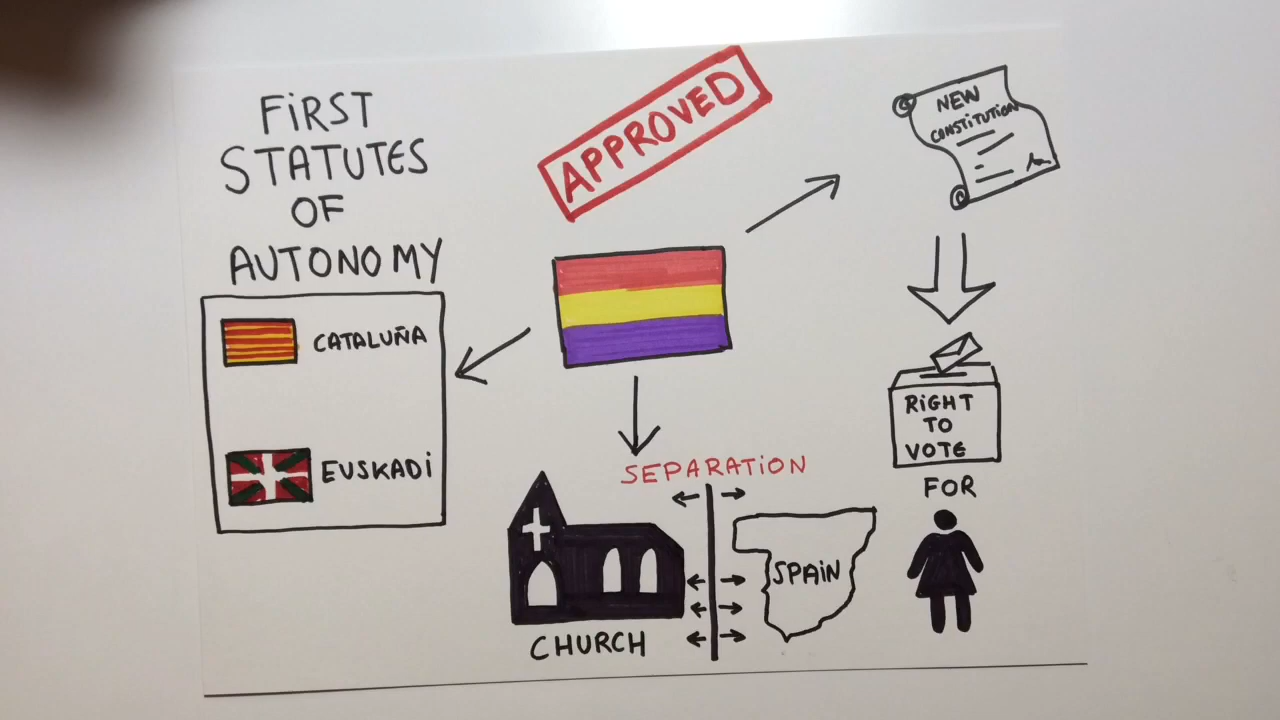 FiRST
STATUTES
OF
AUTONOMY
CATALUÑA
EUSKADi
APPROVED
NEW
CONSTITUTION
RiGHT
TO
VOTE
FOR
SEPARATION
SPAiN
CHURCH